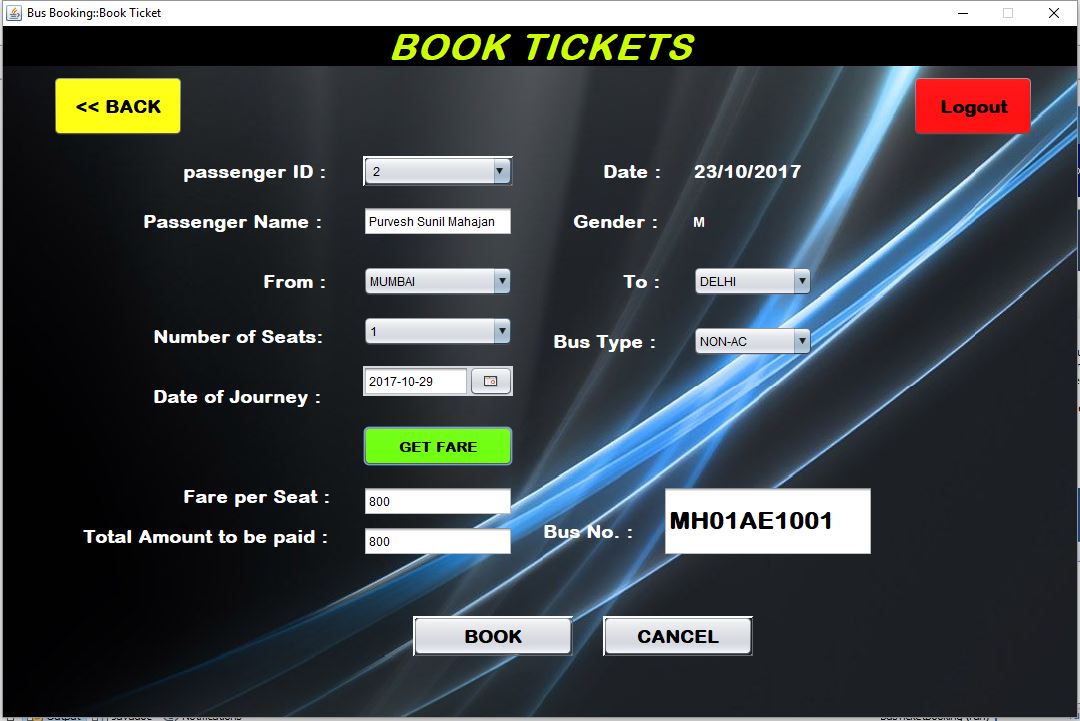 Bus Booking::Book Ticket
BOOK TICKETS
<< BACK
Logout
passenger ID : 2 Date : 23/10/2017
Passenger Name : Purvesh Sunil Mahajan Gender : M
From : MUMBAI To : DELHI
Number of Seats: 1 Bus Type : NON-AC
Date of Journey : 2017-10-29
GET FARE
Fare per Seat : 800
Total Amount to be paid : 800
Bus No. : MH01AE1001
BOOK CANCEL